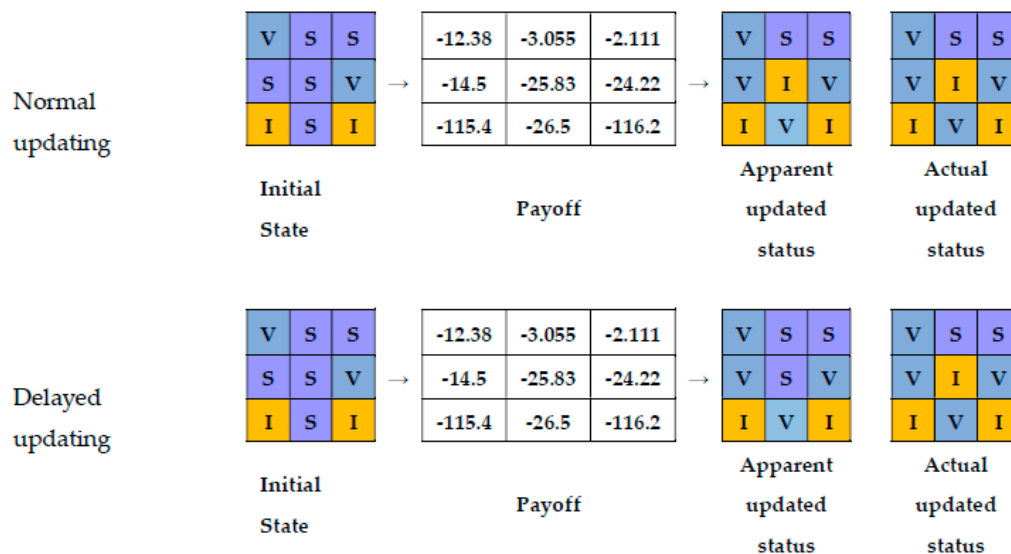 V S S -12.38 -3.055 -2.111 V S S V S S
Normal updating
S S V → -14.5 -25.83 -24.22 → V I V V I V
I S I -115.4 -26.5 -116.2 I V I I V I
Initial State
Payoff
Apparent updated status
Actual updated status
V S S -12.38 -3.055 -2.111 V S S V S S
Delayed updating
S S V → -14.5 -25.83 -24.22 → V S V V I V
I S I -115.4 -26.5 -116.2 I V I I V I
Initial State
Payoff
Apparent updated status
Actual updated status